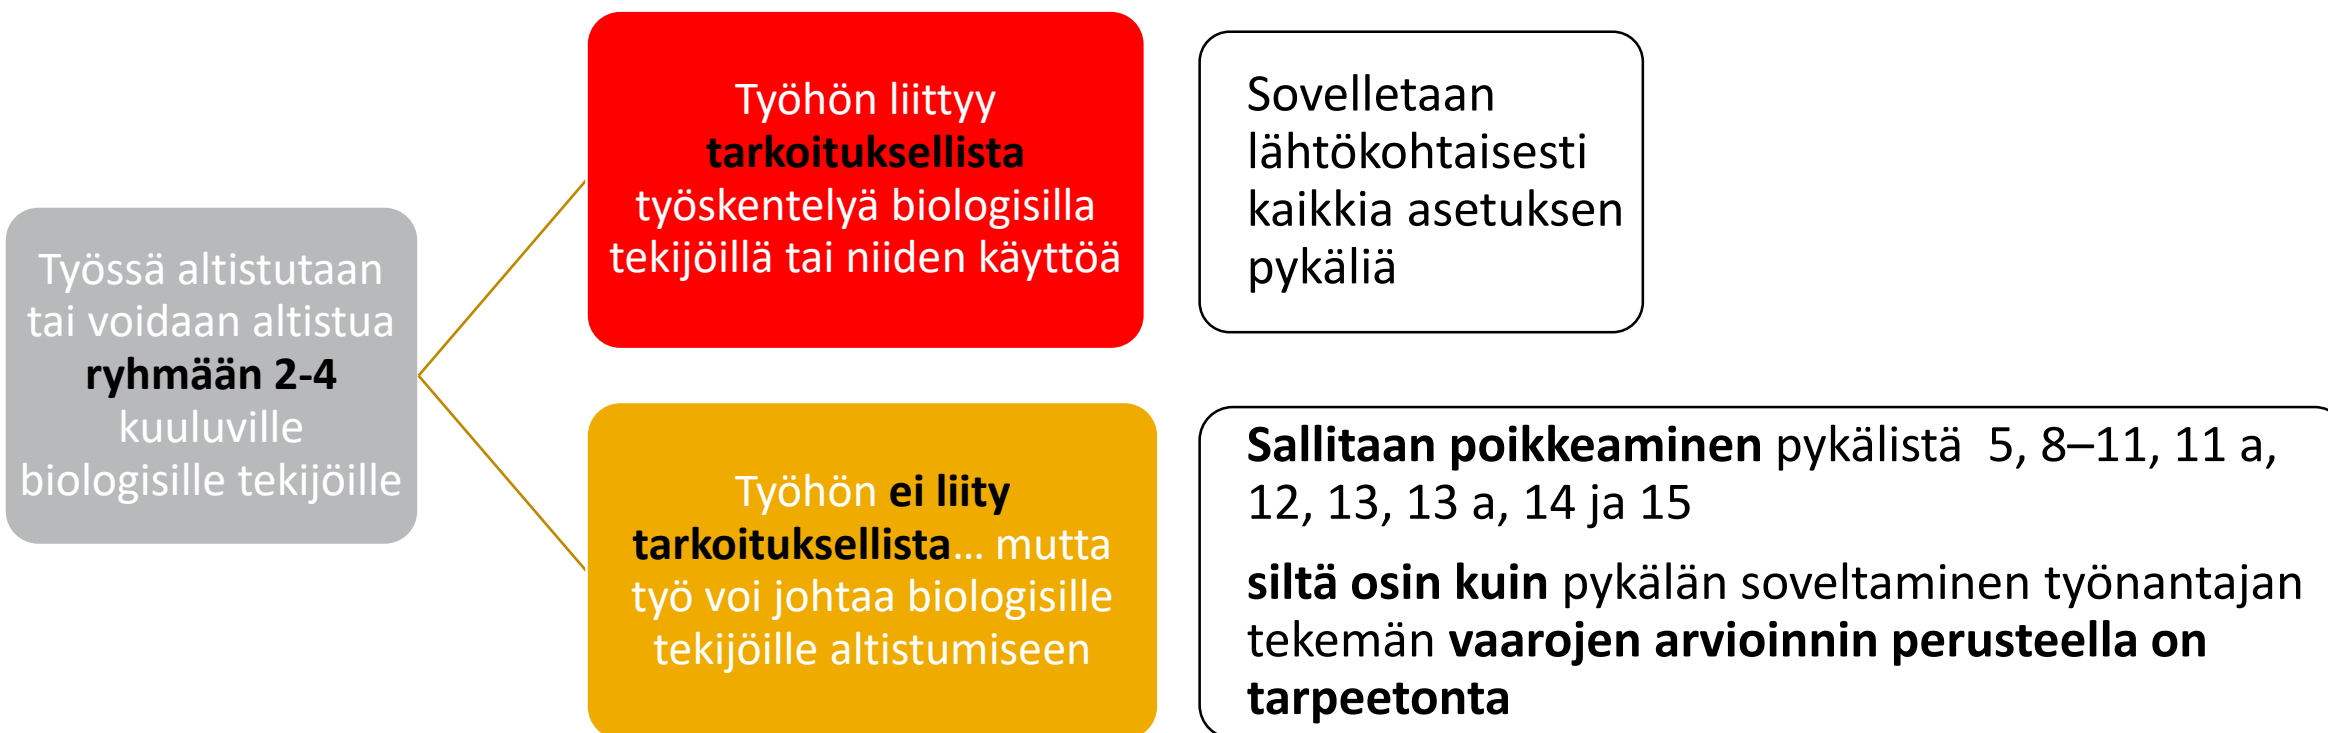 Työssä altistutaan
tai voidaan altistua
ryhmään 2-4
kuuluville
biologisille tekijöille
Työhön liittyy
tarkoituksellista
työskentelyä biologisilla
tekijöillä tai niiden käyttöä
Sovelletaan
lähtökohtaisesti
kaikkia asetuksen
pykäliä
Työhön ei liity
tarkoituksellista... mutta
työ voi johtaa biologisille
tekijöille altistumiseen
Sallitaan poikkeaminen pykälistä  5, 8–11, 11 a,
12, 13, 13 a, 14 ja 15
siltä osin kuin pykälän soveltaminen työnantajan
tekemän vaarojen arvioinnin perusteella on
tarpeetonta